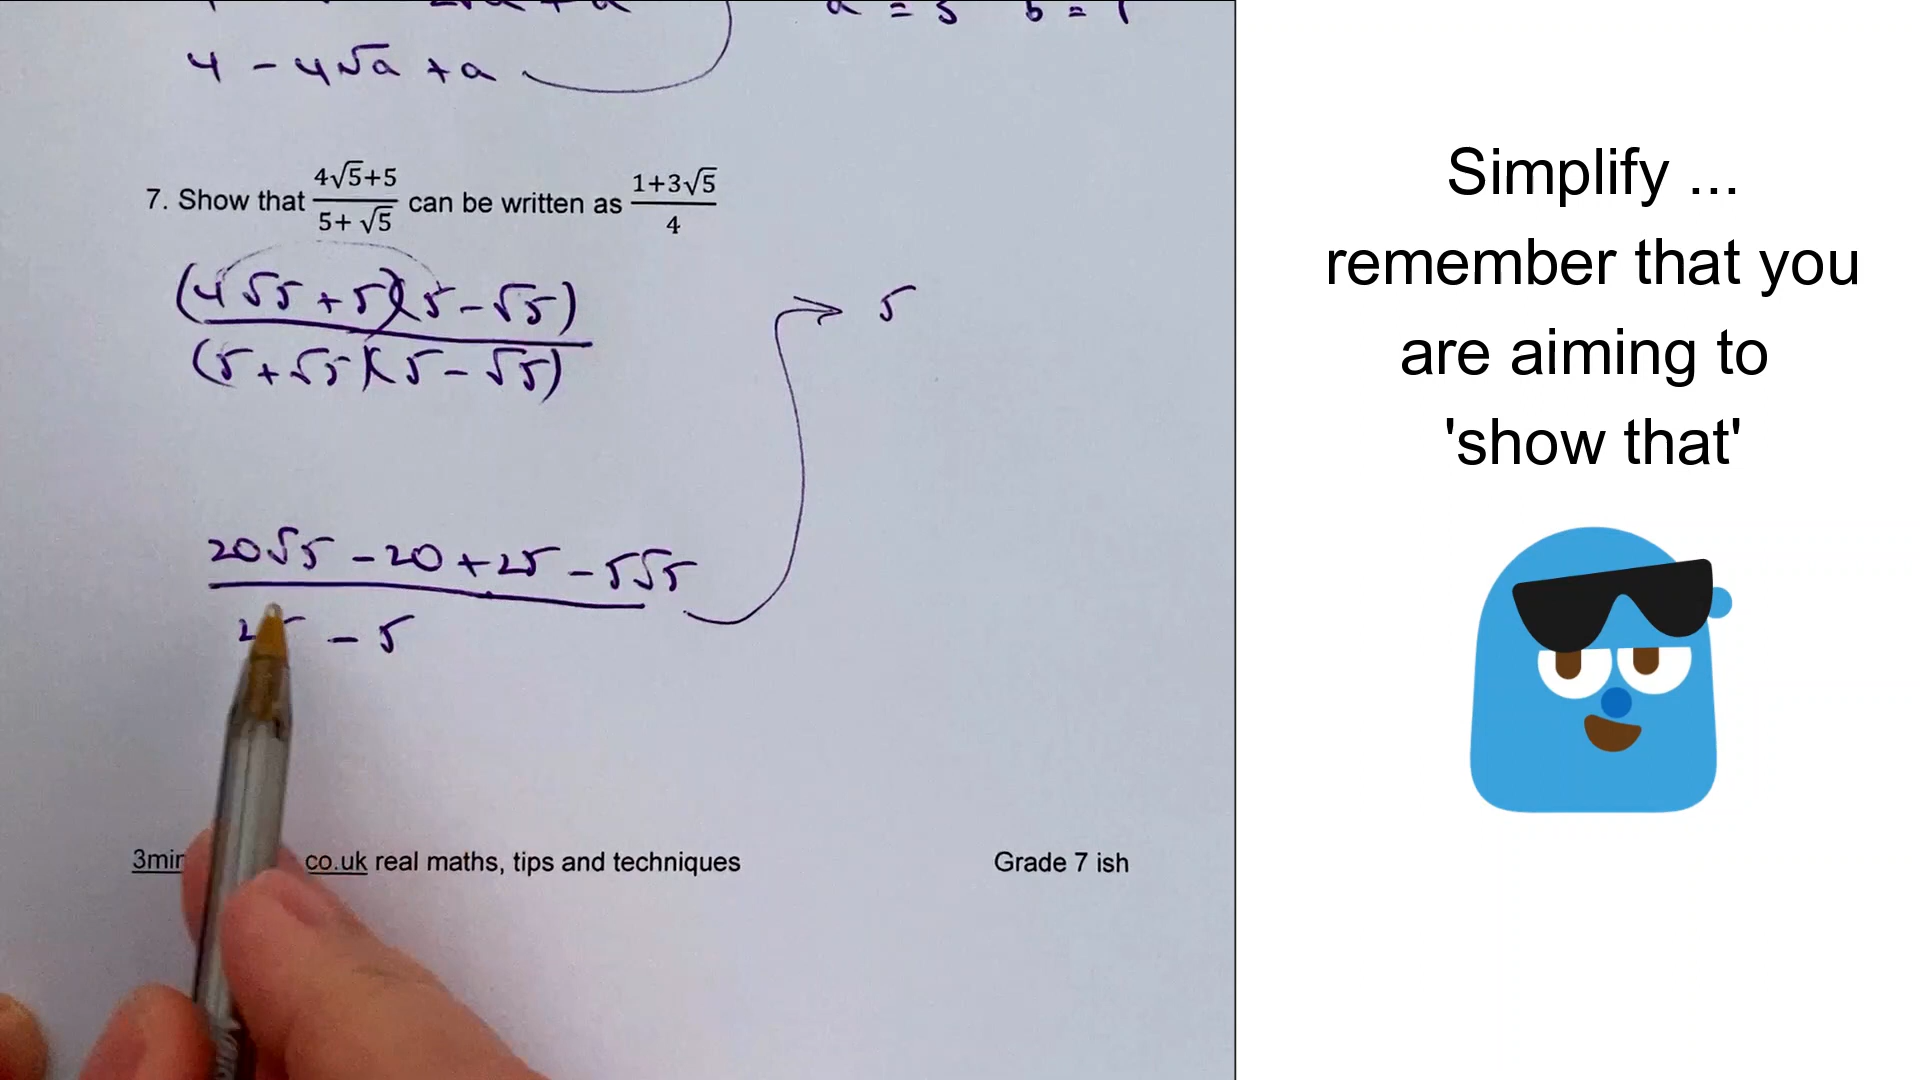 a = 5 b = 1
4 - 4√a + a
7. Show that (4√5+5)/(5+ √5) can be written as (1+3√5)/4
(4√5 + 5)(5 - √5)
(5 + √5)(5 - √5)
5
20√5 - 20 + 25 - 5√5
25 - 5
co.uk real maths, tips and techniques
Grade 7 ish
Simplify ...
remember that you
are aiming to
'show that'